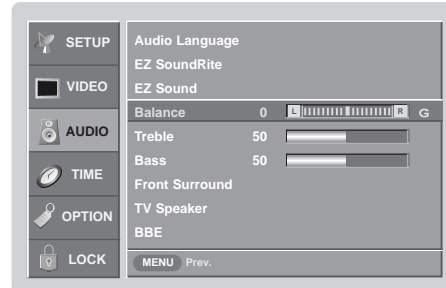 SETUP
VIDEO
AUDIO
TIME
OPTION
LOCK
Audio Language
EZ SoundRite
EZ Sound
Balance 0 L R G
Treble 50
Bass 50
Front Surround
TV Speaker
BBE
MENU Prev.